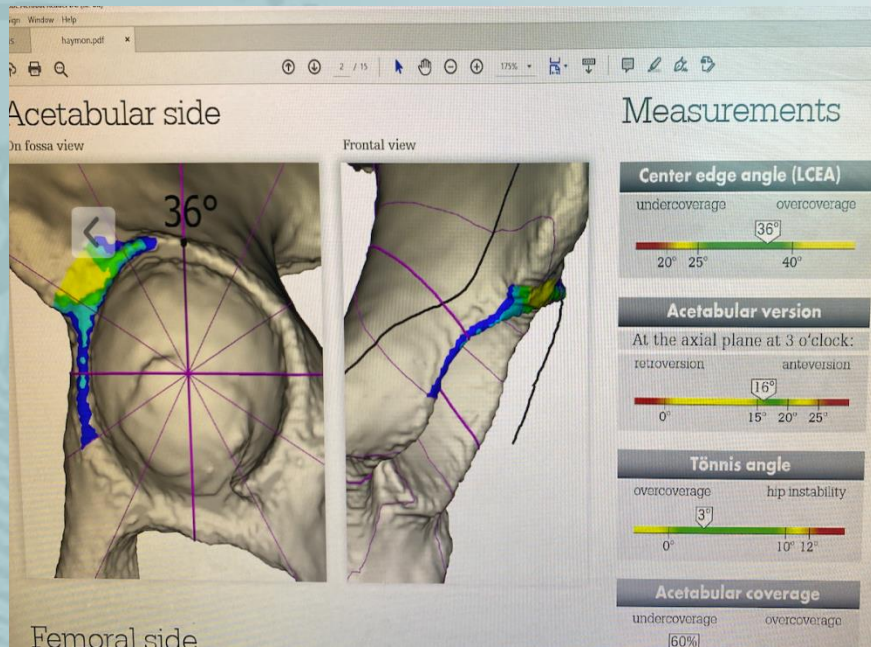 Sign Window Help
haymon.pdf ×
2 / 15 175%
Acetabular side
On fossa view
Frontal view
36°
Measurements
Center edge angle (LCEA)
undercoverage overcoverage
36°
20° 25° 40°
Acetabular version
At the axial plane at 3 o'clock:
retroversion anteversion
16°
0° 15° 20° 25°
Tönnis angle
overcoverage hip instability
3°
0° 10° 12°
Acetabular coverage
undercoverage overcoverage
60%
Femoral side